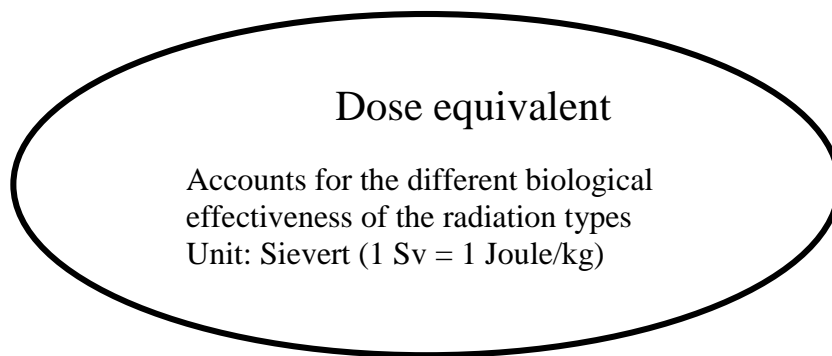 Dose equivalent
Accounts for the different biological
effectiveness of the radiation types
Unit: Sievert (1 Sv = 1 Joule/kg)